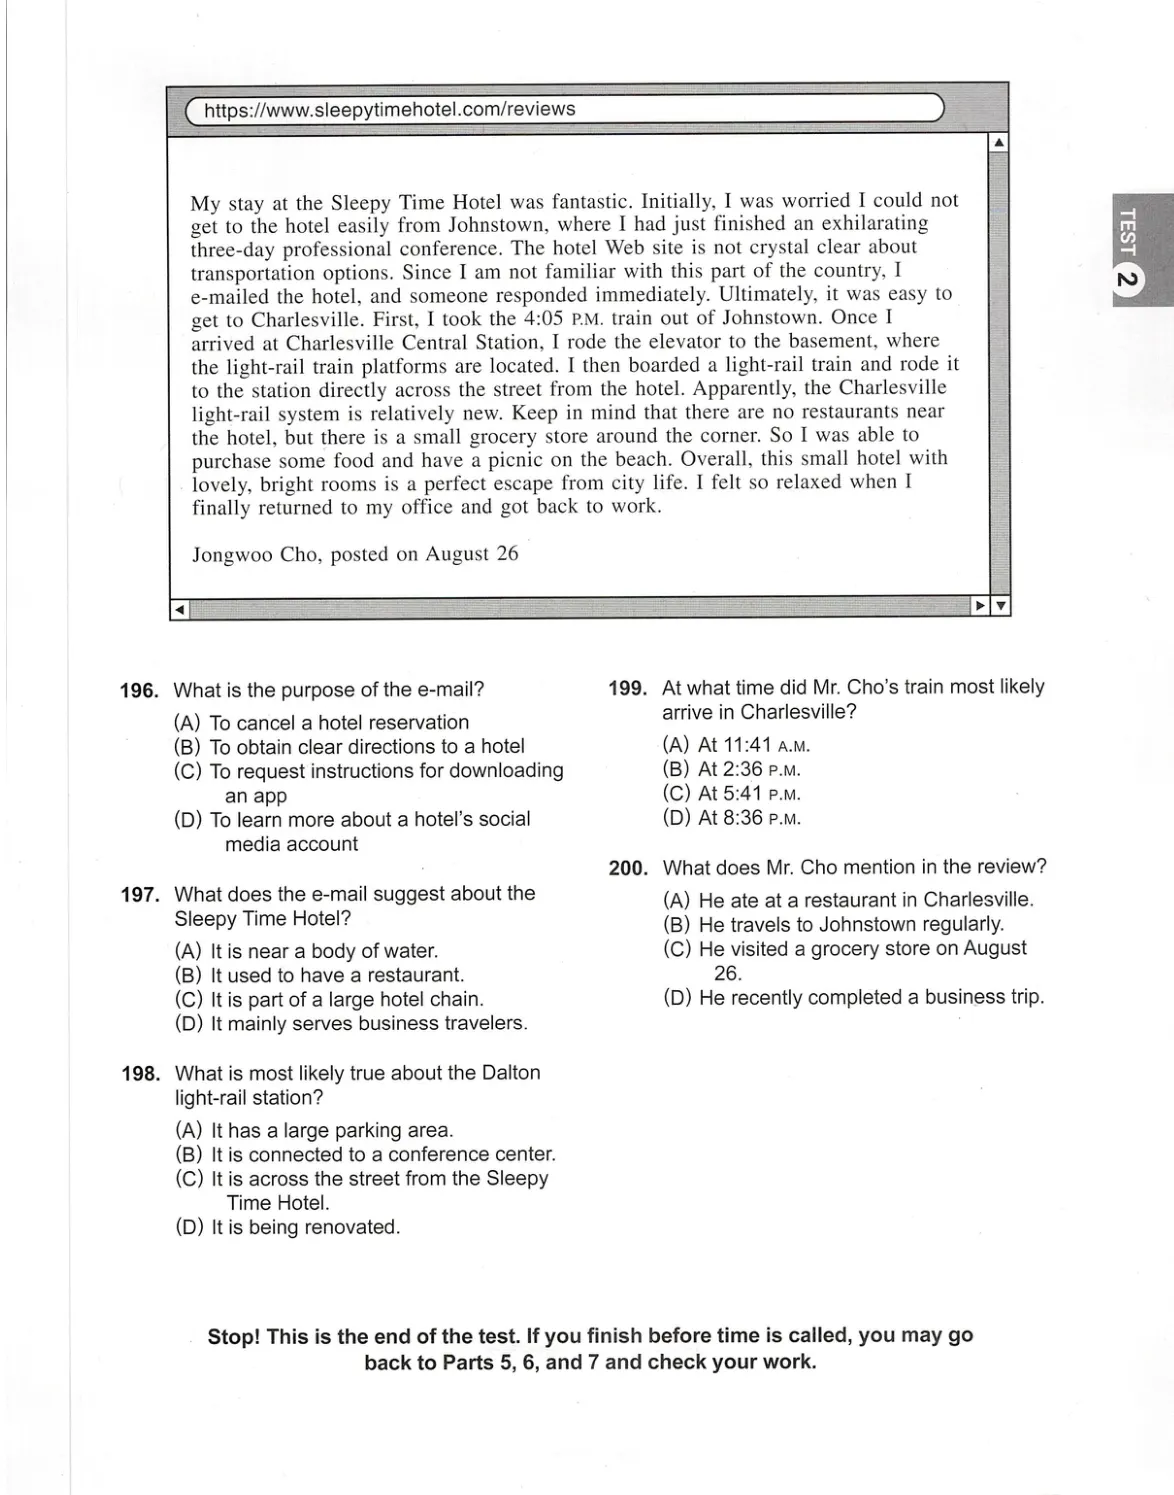 https://www.sleepytimehotel.com/reviews
My stay at the Sleepy Time Hotel was fantastic. Initially, I was worried I could not
get to the hotel easily from Johnstown, where I had just finished an exhilarating
three-day professional conference. The hotel Web site is not crystal clear about
transportation options. Since I am not familiar with this part of the country, I
e-mailed the hotel, and someone responded immediately. Ultimately, it was easy to
get to Charlesville. First, I took the 4:05 P.M. train out of Johnstown. Once I
arrived at Charlesville Central Station, I rode the elevator to the basement, where
the light-rail train platforms are located. I then boarded a light-rail train and rode it
to the station directly across the street from the hotel. Apparently, the Charlesville
light-rail system is relatively new. Keep in mind that there are no restaurants near
the hotel, but there is a small grocery store around the corner. So I was able to
purchase some food and have a picnic on the beach. Overall, this small hotel with
lovely, bright rooms is a perfect escape from city life. I felt so relaxed when I
finally returned to my office and got back to work.
Jongwoo Cho, posted on August 26
TEST 2
196. What is the purpose of the e-mail?
(A) To cancel a hotel reservation
(B) To obtain clear directions to a hotel
(C) To request instructions for downloading
an app
(D) To learn more about a hotel's social
media account
197. What does the e-mail suggest about the
Sleepy Time Hotel?
(A) It is near a body of water.
(B) It used to have a restaurant.
(C) It is part of a large hotel chain.
(D) It mainly serves business travelers.
198. What is most likely true about the Dalton
light-rail station?
(A) It has a large parking area.
(B) It is connected to a conference center.
(C) It is across the street from the Sleepy
Time Hotel.
(D) It is being renovated.
199. At what time did Mr. Cho's train most likely
arrive in Charlesville?
(A) At 11:41 A.M.
(B) At 2:36 P.M.
(C) At 5:41 P.M.
(D) At 8:36 P.M.
200. What does Mr. Cho mention in the review?
(A) He ate at a restaurant in Charlesville.
(B) He travels to Johnstown regularly.
(C) He visited a grocery store on August
26.
(D) He recently completed a business trip.
Stop! This is the end of the test. If you finish before time is called, you may go
back to Parts 5, 6, and 7 and check your work.